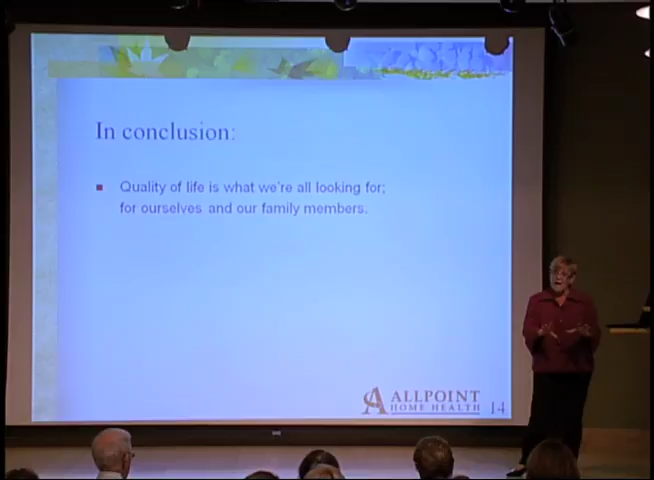 In conclusion:
Quality of life is what we're all looking for;
for ourselves and our family members.
ALLPOINT
HOME HEALTH
14